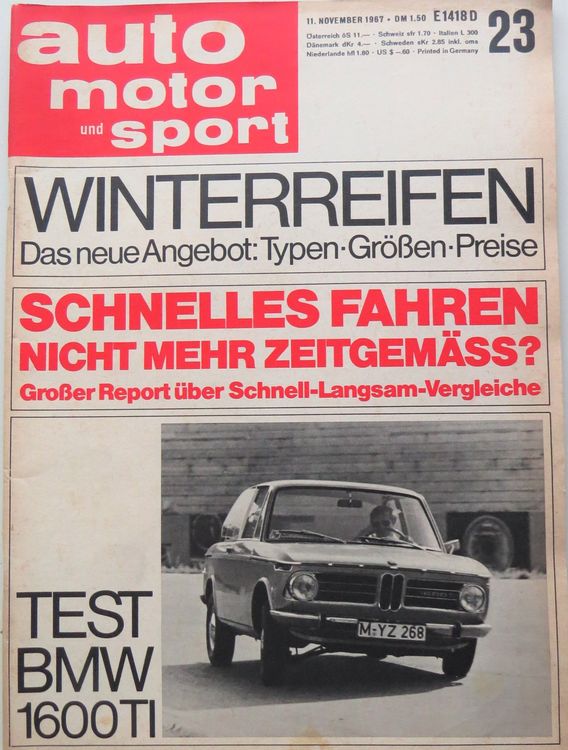 auto
motor
und sport
11. NOVEMBER 1967 • DM 1.50 E 1418 D
Österreich öS 11.— · Schweiz sfr 1.70 · Italien L 300
Dänemark dKr 4.— · Schweden sKr 2.85 inkl. oms
Niederlande hfl 1.60 · US $ —.60 · Printed in Germany
23
WINTERREIFEN
Das neue Angebot: Typen·Größen·Preise
SCHNELLES FAHREN
NICHT MEHR ZEITGEMÄSS?
Großer Report über Schnell-Langsam-Vergleiche
TEST
BMW
1600 TI
M-YZ 268